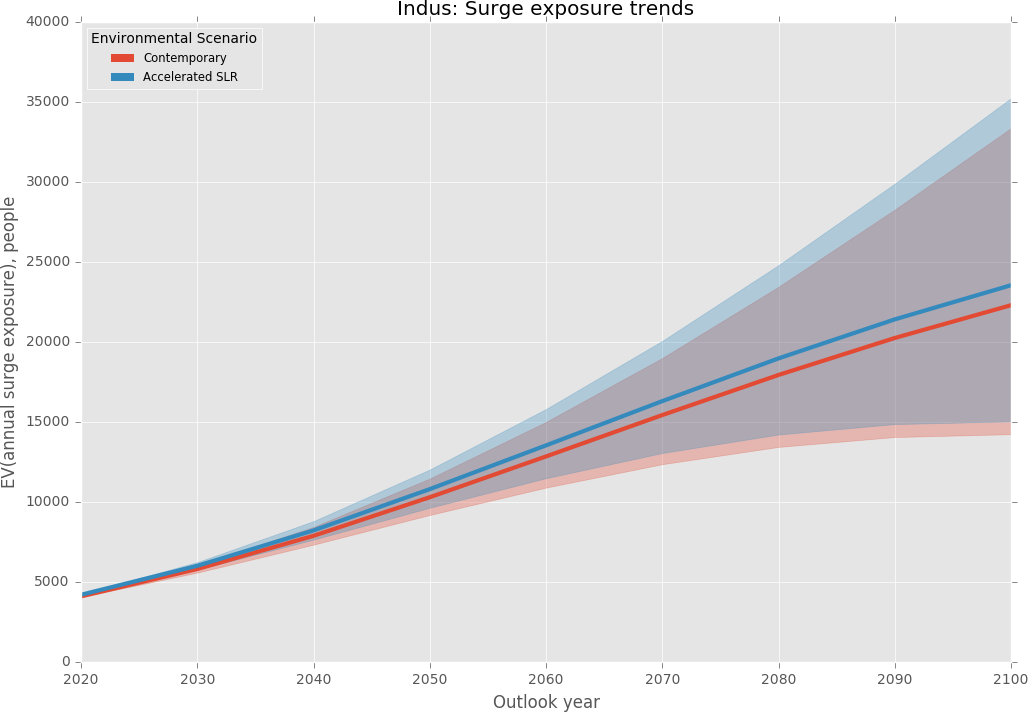 Indus: Surge exposure trends
Environmental Scenario
Contemporary
Accelerated SLR
EV(annual surge exposure), people
40000
35000
30000
25000
20000
15000
10000
5000
0
2020 2030 2040 2050 2060 2070 2080 2090 2100
Outlook year